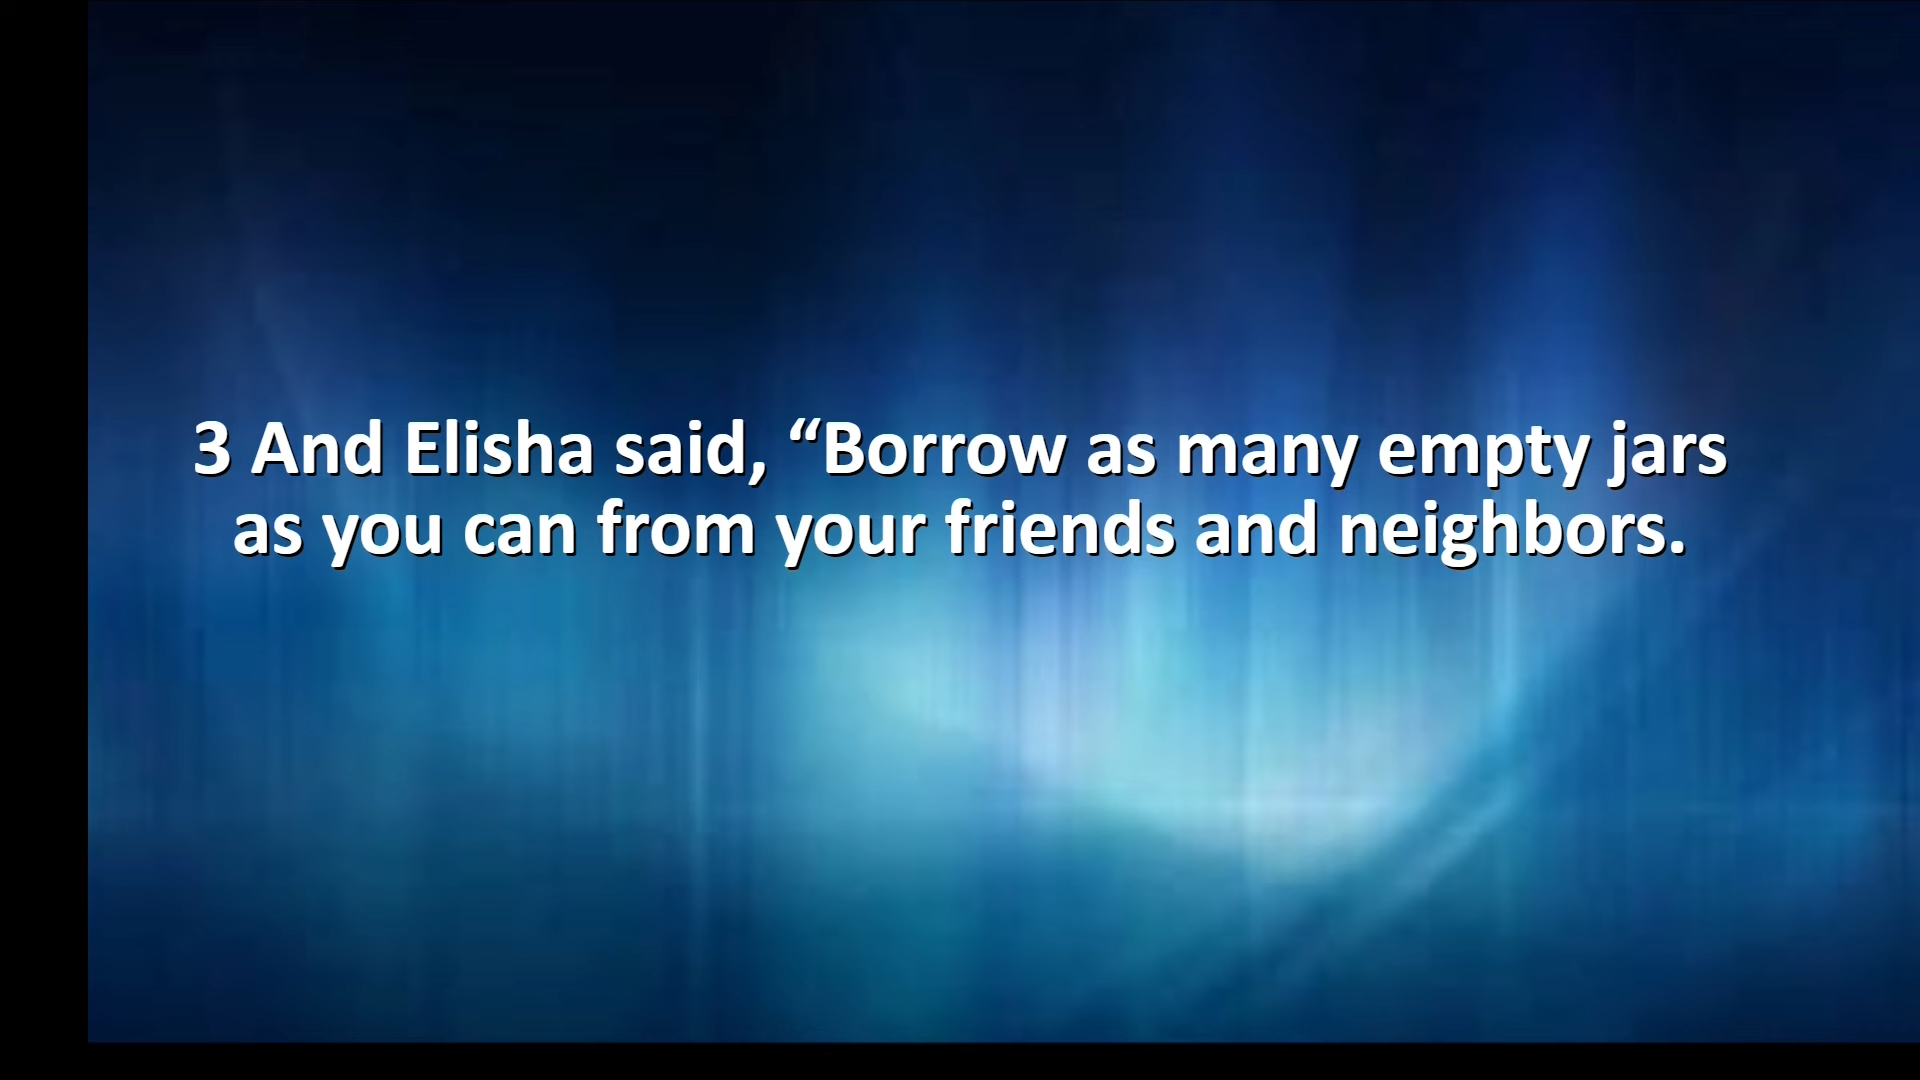 3 And Elisha said, “Borrow as many empty jars
as you can from your friends and neighbors.